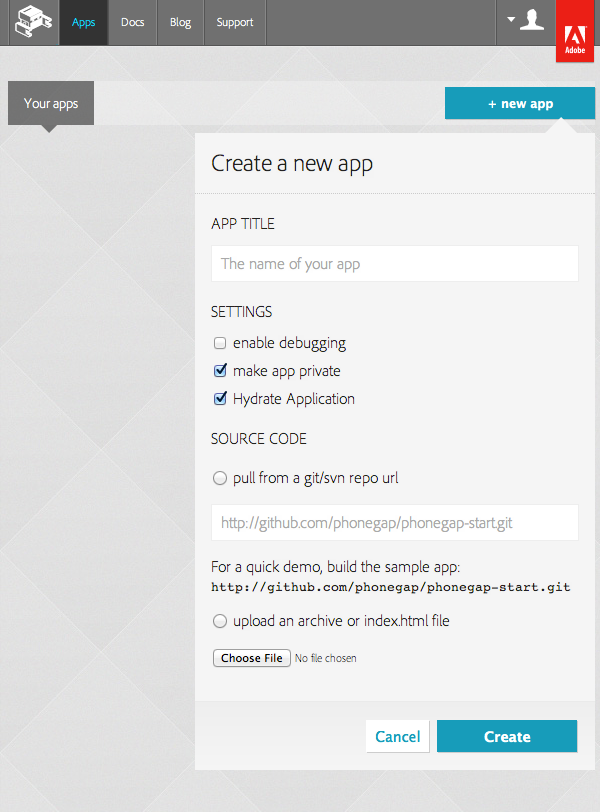 Apps Docs Blog Support
Adobe
Your apps
+ new app
Create a new app
APP TITLE
The name of your app
SETTINGS
enable debugging
make app private
Hydrate Application
SOURCE CODE
pull from a git/svn repo url
http://github.com/phonegap/phonegap-start.git
For a quick demo, build the sample app:
http://github.com/phonegap/phonegap-start.git
upload an archive or index.html file
Choose File No file chosen
Cancel Create